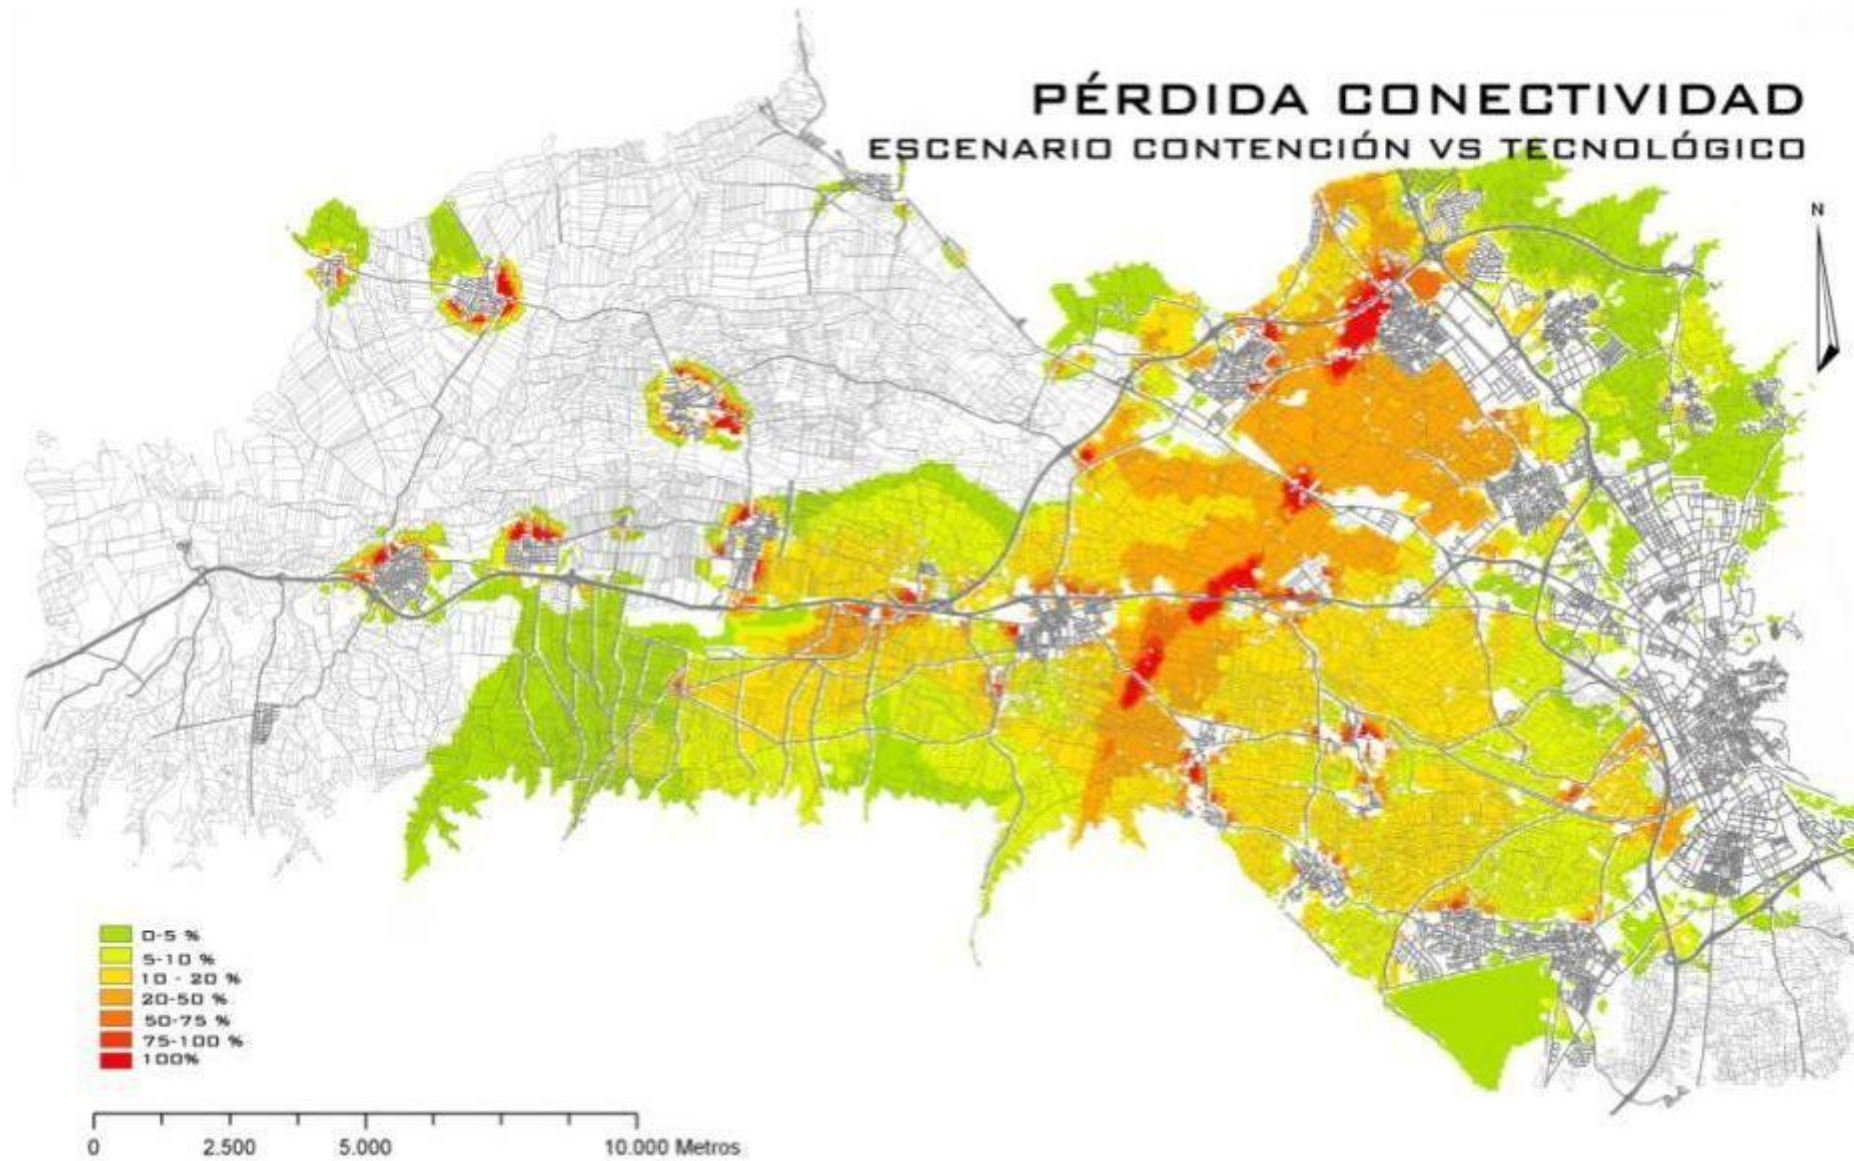 PÉRDIDA CONECTIVIDAD
ESCENARIO CONTENCIÓN VS TECNOLÓGICO
N
0-5 %
5-10 %
10 - 20 %
20-50 %
50-75 %
75-100 %
100%
0 2.500 5.000 10.000 Metros